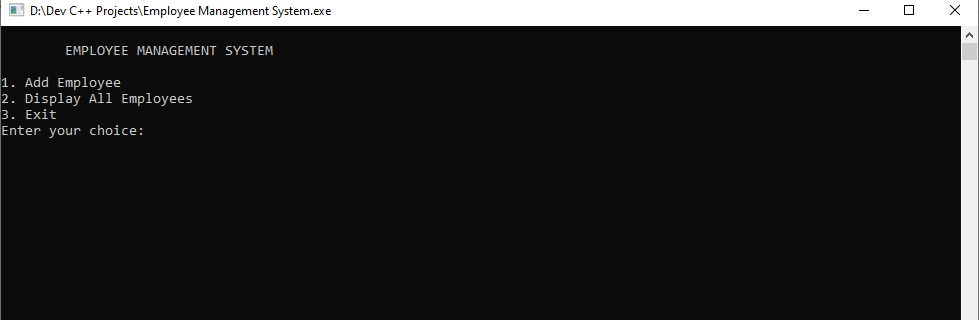 D:\Dev C++ Projects\Employee Management System.exe
EMPLOYEE MANAGEMENT SYSTEM
1. Add Employee
2. Display All Employees
3. Exit
Enter your choice: